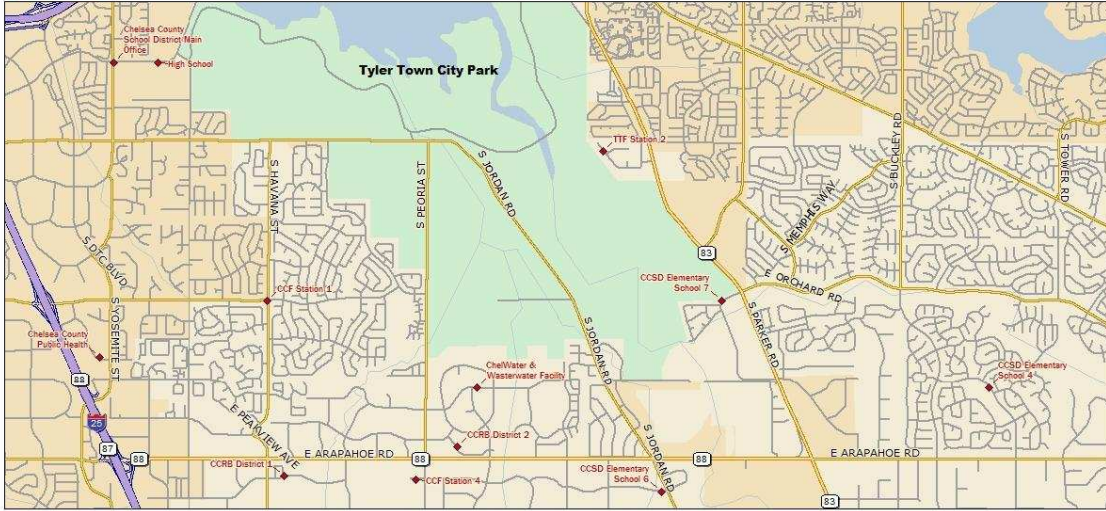 Chelsea County
School District Main
Office
High School
Tyler Town City Park
TTF Station 2
S HAVANA ST
S PEORIA ST
S JORDAN RD
S BUCKLEY RD
S TOWER RD
S MEMPHIS WAY
83
S DTC BLVD
CCF Station 1
CCSD Elementary
School 7
E ORCHARD RD
S YOSEMITE ST
Chelsea County
Public Health
S JORDAN RD
S PARKER RD
88
ChelWater &
Wasterwater Facility
CCSD Elementary
School 4
25
E PEAKVIEW AVE
CCRB District 2
S JORDAN RD
87
88
E ARAPAHOE RD
88
88
E ARAPAHOE RD
CCRB District 1
CCF Station 4
CCSD Elementary
School 6
83